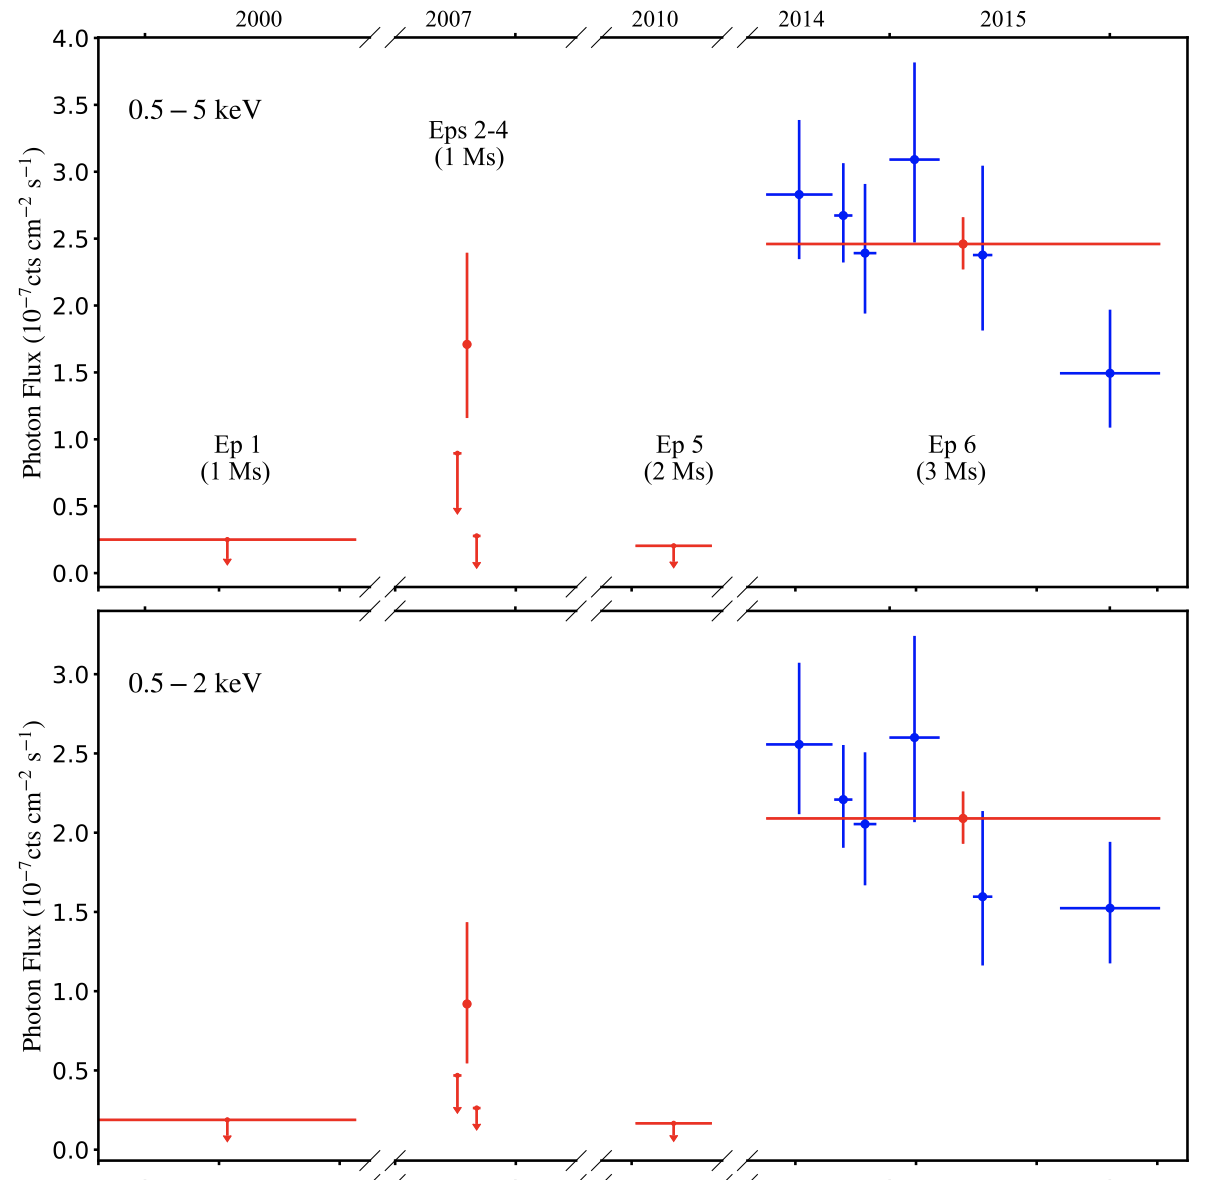 2000 2007 2010 2014 2015
4.0
0.5 – 5 keV
3.5
Eps 2-4
(1 Ms)
3.0
2.5
2.0
1.5
1.0
Ep 1
(1 Ms)
Ep 5
(2 Ms)
Ep 6
(3 Ms)
0.5
0.0
Photon Flux (10⁻⁷cts cm⁻² s⁻¹)
0.5 – 2 keV
3.0
2.5
2.0
1.5
1.0
0.5
0.0
Photon Flux (10⁻⁷cts cm⁻² s⁻¹)